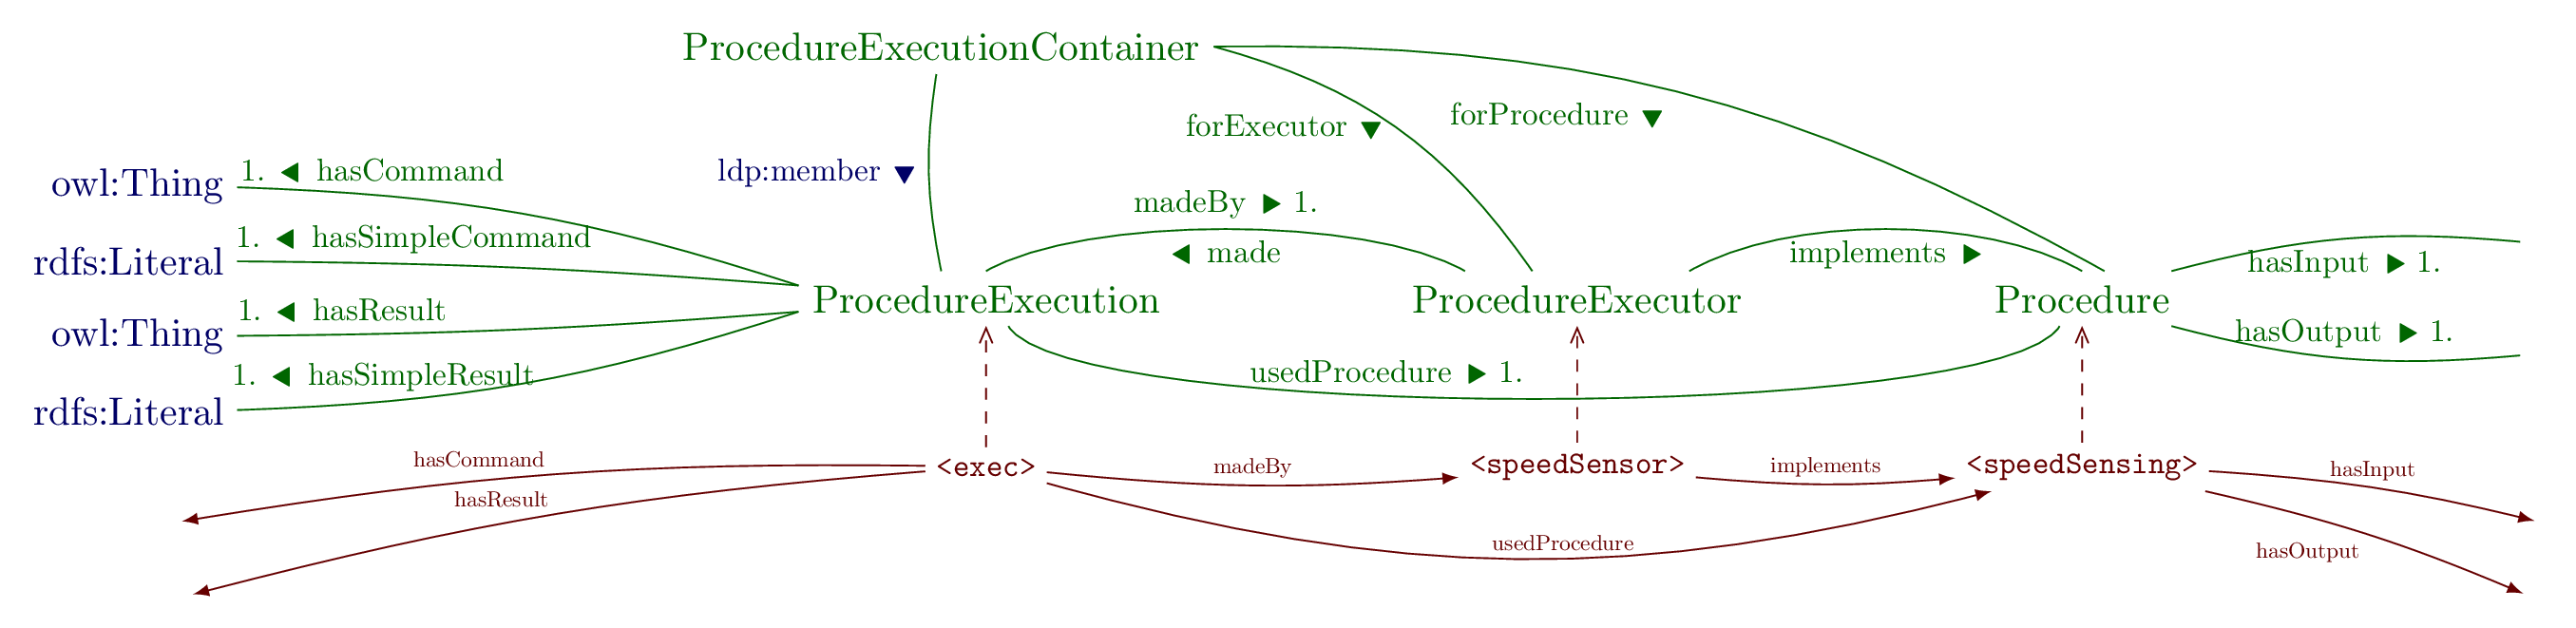 ProcedureExecutionContainer
forProcedure ▼
forExecutor ▼
ldp:member ▼
owl:Thing
1. ◀ hasCommand
madeBy ▶ 1.
◀ made
implements ▶
rdfs:Literal
1. ◀ hasSimpleCommand
hasInput ▶ 1.
ProcedureExecution
ProcedureExecutor
Procedure
owl:Thing
1. ◀ hasResult
hasOutput ▶ 1.
usedProcedure ▶ 1.
rdfs:Literal
1. ◀ hasSimpleResult
hasCommand
<exec>
madeBy
<speedSensor>
implements
<speedSensing>
hasInput
hasResult
usedProcedure
hasOutput